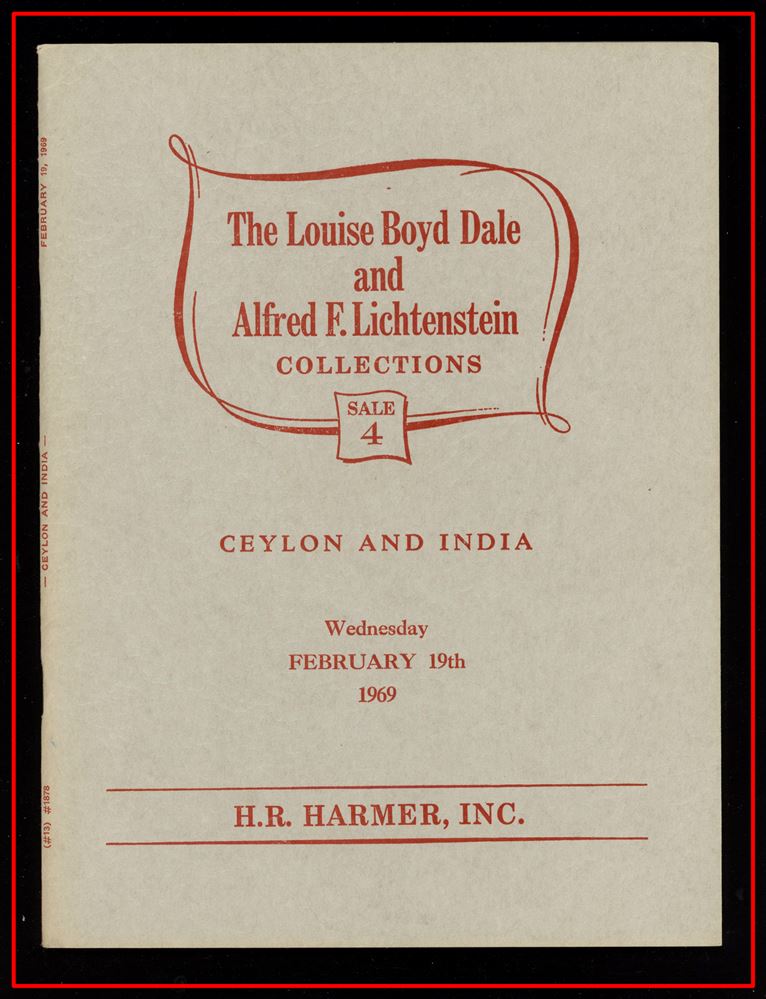 The Louise Boyd Dale
and
Alfred F. Lichtenstein
COLLECTIONS
SALE
4
CEYLON AND INDIA
Wednesday
FEBRUARY 19th
1969
H.R. HARMER, INC.
FEBRUARY 19, 1969
— CEYLON AND INDIA —
(#13) #1878